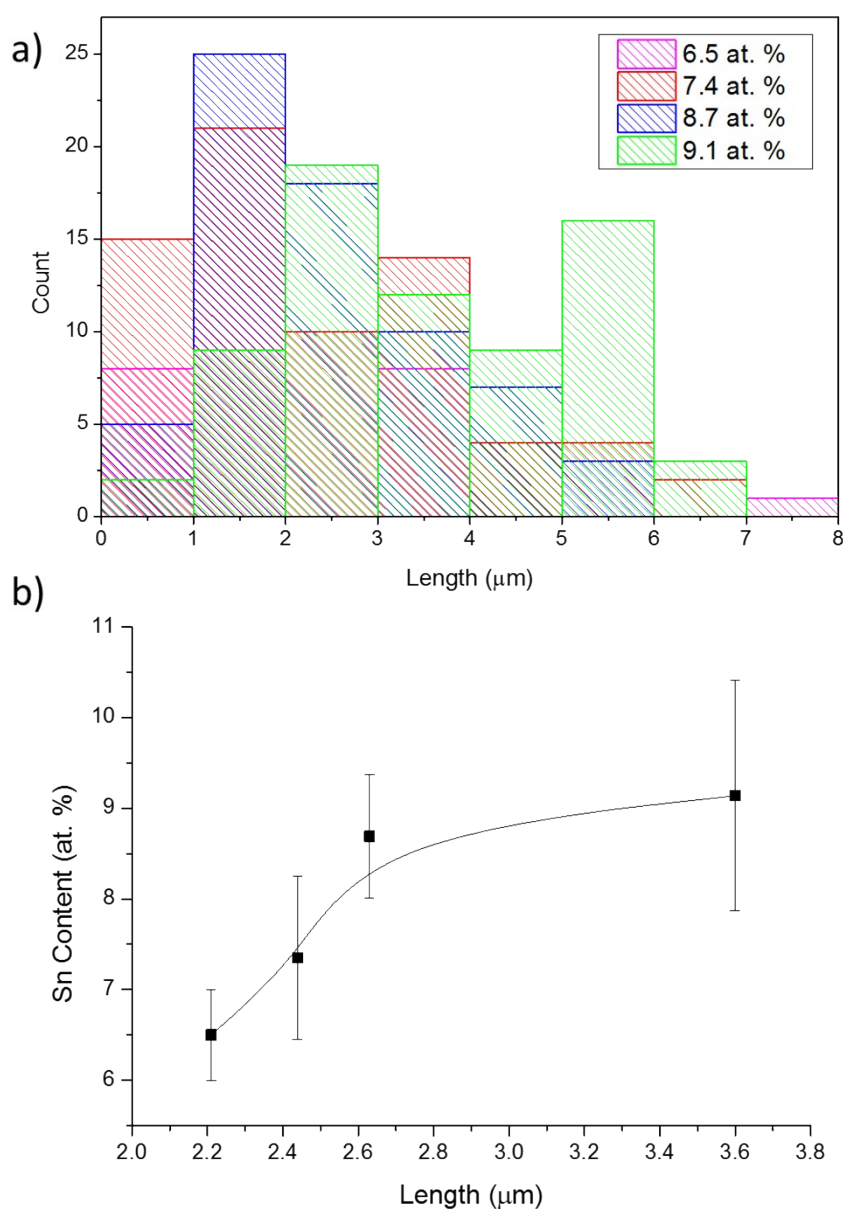 a)
25
20
15
10
5
0
Count
6.5 at. %
7.4 at. %
8.7 at. %
9.1 at. %
0 1 2 3 4 5 6 7 8
Length (μm)
b)
11
10
9
8
7
6
Sn Content (at. %)
2.0 2.2 2.4 2.6 2.8 3.0 3.2 3.4 3.6 3.8
Length (μm)